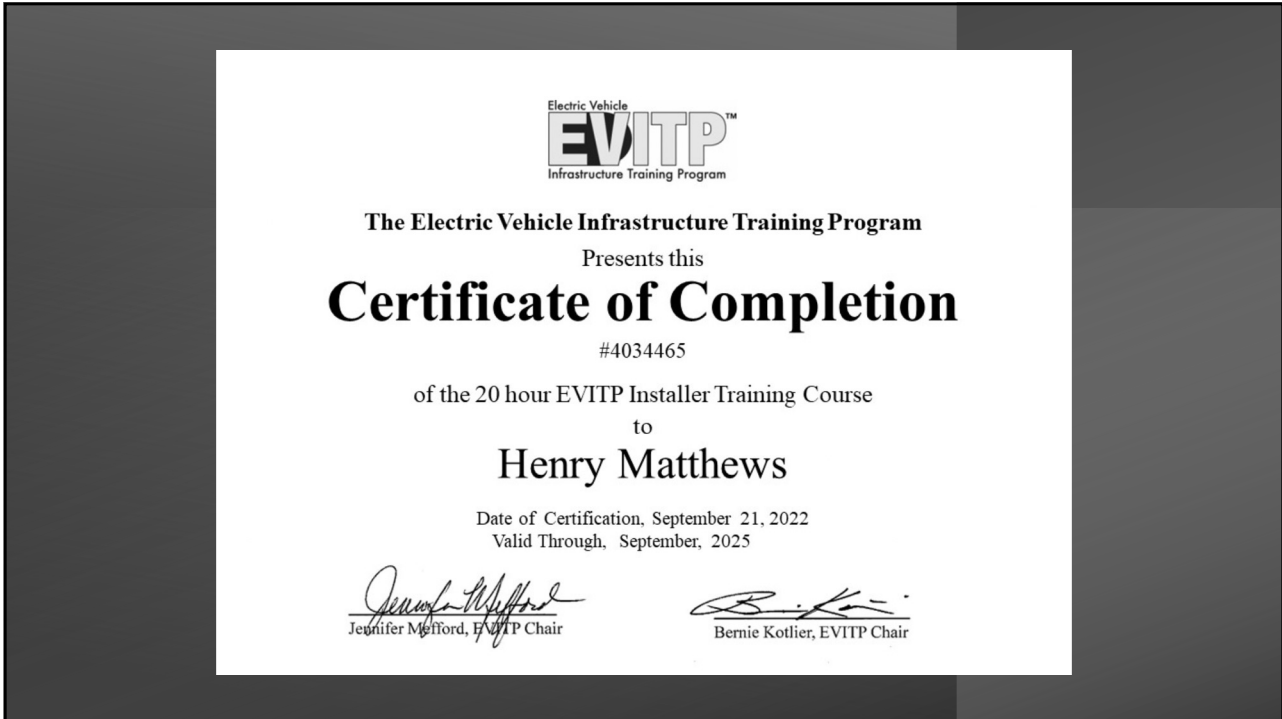 Electric Vehicle
EVITP™
Infrastructure Training Program
The Electric Vehicle Infrastructure Training Program
Presents this
Certificate of Completion
#4034465
of the 20 hour EVITP Installer Training Course
to
Henry Matthews
Date of Certification, September 21, 2022
Valid Through, September, 2025
Jennifer Mefford
Jennifer Mefford, EVITP Chair
Bernie Kotlier, EVITP Chair